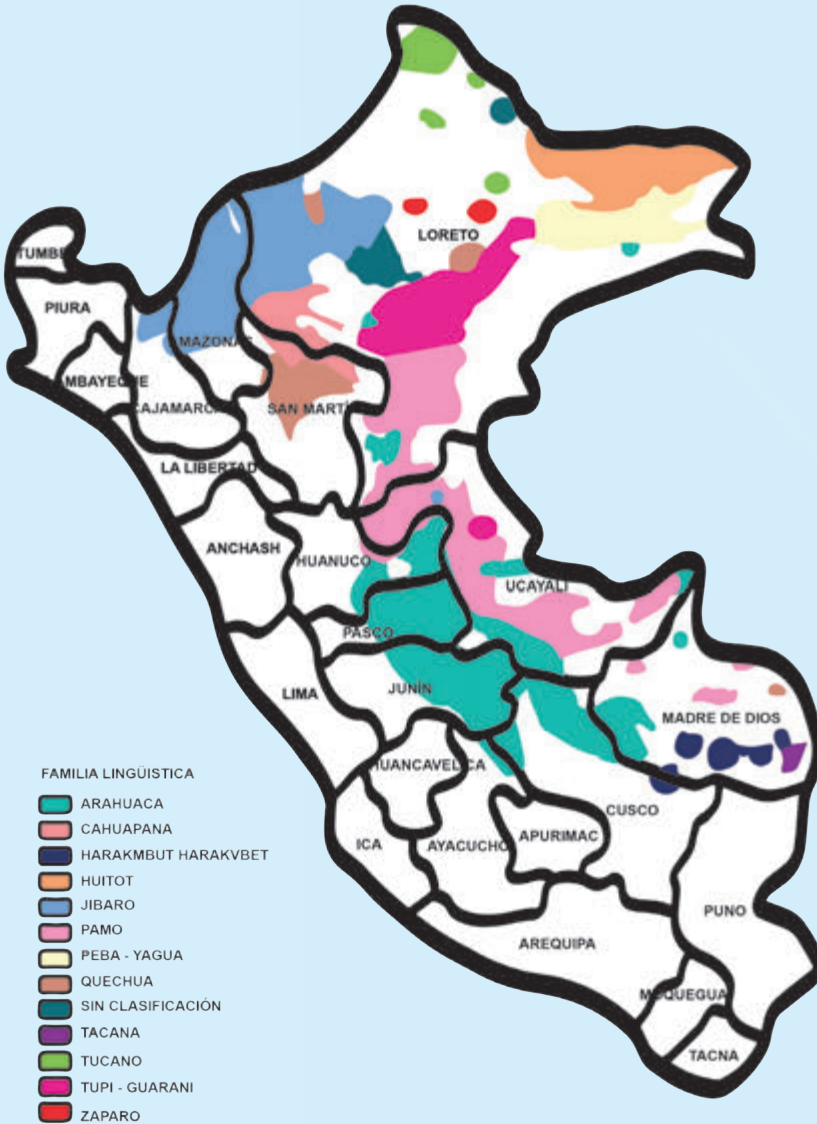 LORETO
TUMBE
PIURA
AMAZONAS
MBAYEQUE
CAJAMARCA
SAN MARTÍ
LA LIBERTAD
ANCHASH
HUANUCO
UCAYALI
PASCO
LIMA
JUNÍN
MADRE DE DIOS
HUANCAVELICA
CUSCO
ICA
AYACUCHO
APURIMAC
PUNO
AREQUIPA
MOQUEGUA
TACNA
FAMILIA LINGÜISTICA
ARAHUACA
CAHUAPANA
HARAKMBUT HARAKVBET
HUITOT
JIBARO
PAMO
PEBA - YAGUA
QUECHUA
SIN CLASIFICACIÓN
TACANA
TUCANO
TUPI - GUARANI
ZAPARO